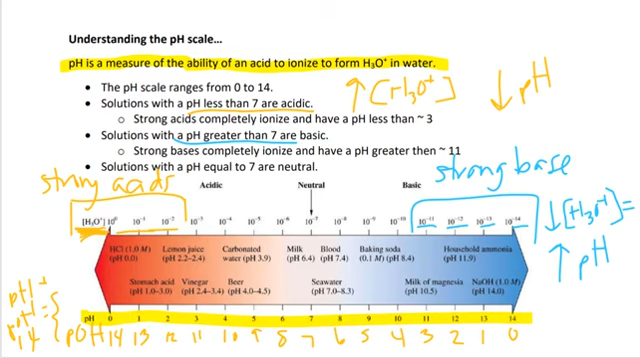 Understanding the pH scale...
pH is a measure of the ability of an acid to ionize to form H₃O⁺ in water.
• The pH scale ranges from 0 to 14.
• Solutions with a pH less than 7 are acidic.
o Strong acids completely ionize and have a pH less than ~ 3
• Solutions with a pH greater than 7 are basic.
o Strong bases completely ionize and have a pH greater then ~ 11
• Solutions with a pH equal to 7 are neutral.
↑ [H₃O⁺] ↓ pH
strong acids
strong base
Acidic Neutral Basic
[H₃O⁺] 10⁰ 10⁻¹ 10⁻² 10⁻³ 10⁻⁴ 10⁻⁵ 10⁻⁶ 10⁻⁷ 10⁻⁸ 10⁻⁹ 10⁻¹⁰ 10⁻¹¹ 10⁻¹² 10⁻¹³ 10⁻¹⁴
↓ [H₃O⁺] =
↑ pH
HCl (1.0 M) Lemon juice Carbonated Milk Blood Baking soda Household ammonia
(pH 0.0) (pH 2.2–2.4) water (pH 3.9) (pH 6.4) (pH 7.4) (0.1 M) (pH 8.4) (pH 11.9)
Stomach acid Vinegar Beer Seawater Milk of magnesia NaOH (1.0 M)
(pH 1.0–3.0) (pH 2.4–3.4) (pH 4.0–4.5) (pH 7.0–8.3) (pH 10.5) (pH 14.0)
pH 0 1 2 3 4 5 6 7 8 9 10 11 12 13 14
pH +
pOH =
14
pOH 14 13 12 11 10 9 8 7 6 5 4 3 2 1 0